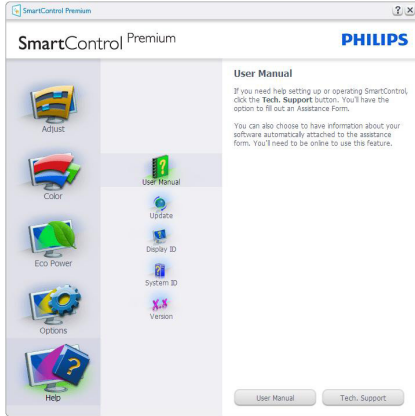 SmartControl Premium
SmartControl Premium
PHILIPS
Adjust
Color
Eco Power
Options
Help
User Manual
Update
Display ID
System ID
Version
User Manual
If you need help setting up or operating SmartControl,
click the Tech. Support button. You'll have the
option to fill out an Assistance Form.
You can also choose to have information about your
software automatically attached to the assistance
form. You'll need to be online to use this feature.
User Manual
Tech. Support